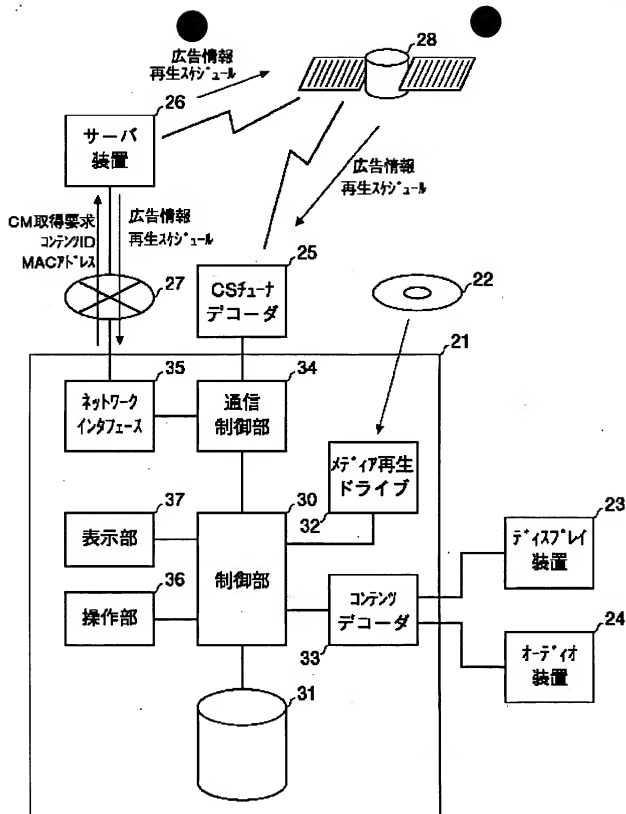 広告情報
再生スケジュール
28
26
サーバ
装置
広告情報
再生スケジュール
CM取得要求
コンテンツID
MACアドレス
広告情報
再生スケジュール
27
25
CSチューナ
デコーダ
22
21
35
ネットワーク
インタフェース
34
通信
制御部
メディア再生
ドライブ
32
37
表示部
30
制御部
36
操作部
コンテンツ
デコーダ
33
23
ディスプレイ
装置
24
オーディオ
装置
31